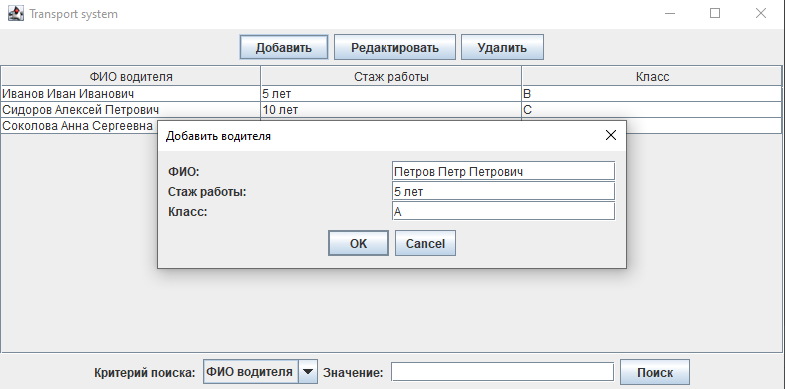 Transport system
Добавить Редактировать Удалить
ФИО водителя Стаж работы Класс
Иванов Иван Иванович 5 лет B
Сидоров Алексей Петрович 10 лет C
Соколова Анна Сергеевна
Добавить водителя
ФИО: Петров Петр Петрович
Стаж работы: 5 лет
Класс: A
OK Cancel
Критерий поиска: ФИО водителя Значение: Поиск